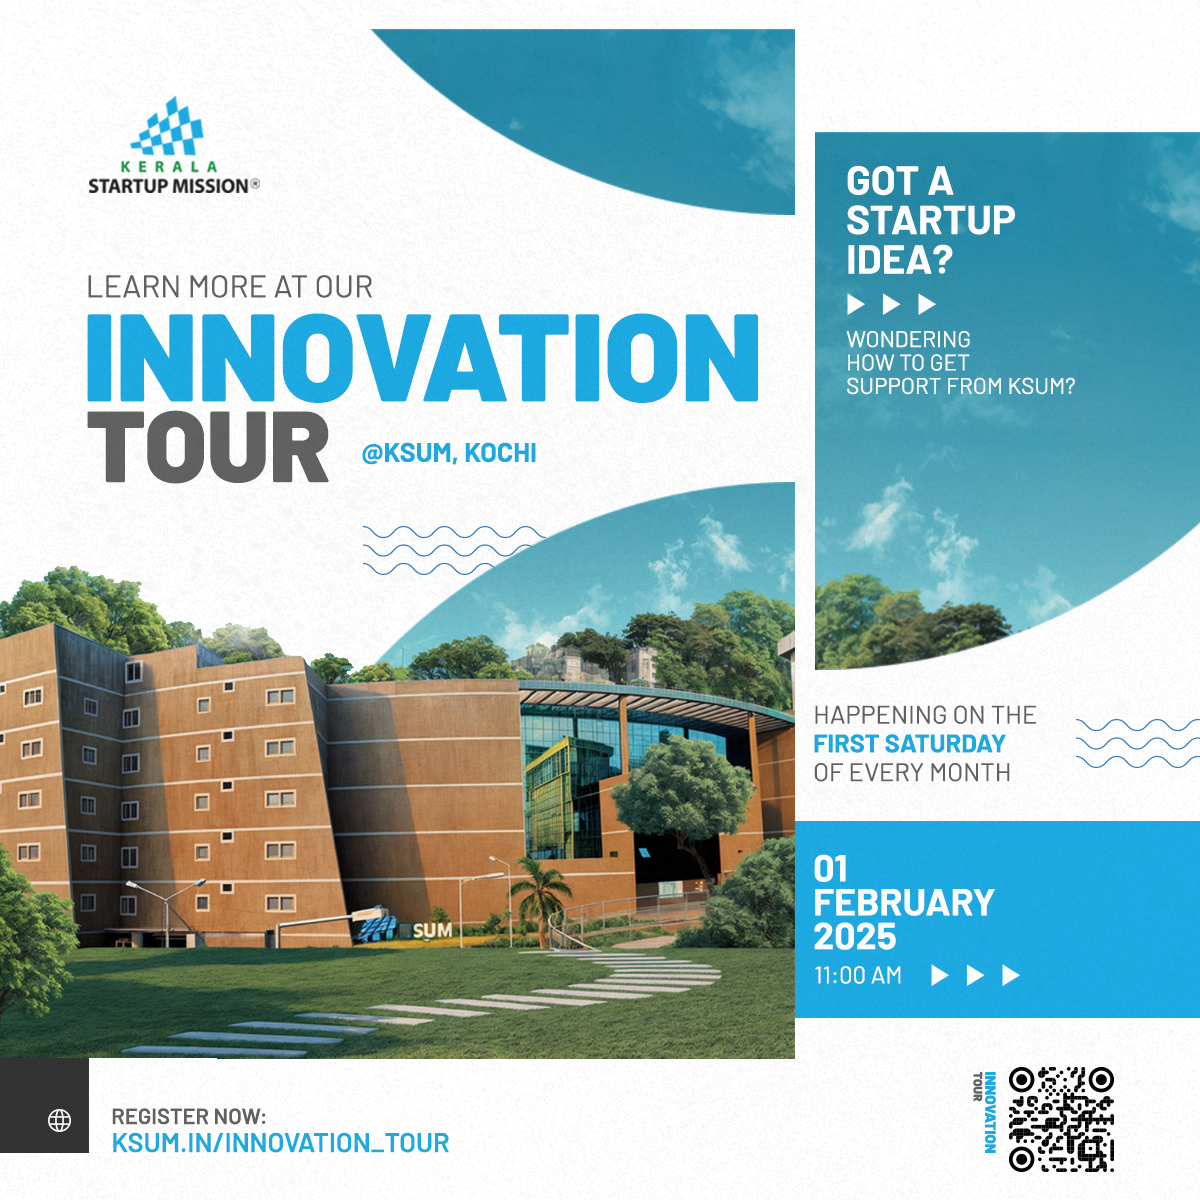 KERALA
STARTUP MISSION®
LEARN MORE AT OUR
INNOVATION
TOUR
@KSUM, KOCHI
GOT A
STARTUP
IDEA?
WONDERING
HOW TO GET
SUPPORT FROM KSUM?
HAPPENING ON THE
FIRST SATURDAY
OF EVERY MONTH
01
FEBRUARY
2025
11:00 AM
SUM
REGISTER NOW:
KSUM.IN/INNOVATION_TOUR
INNOVATION
TOUR